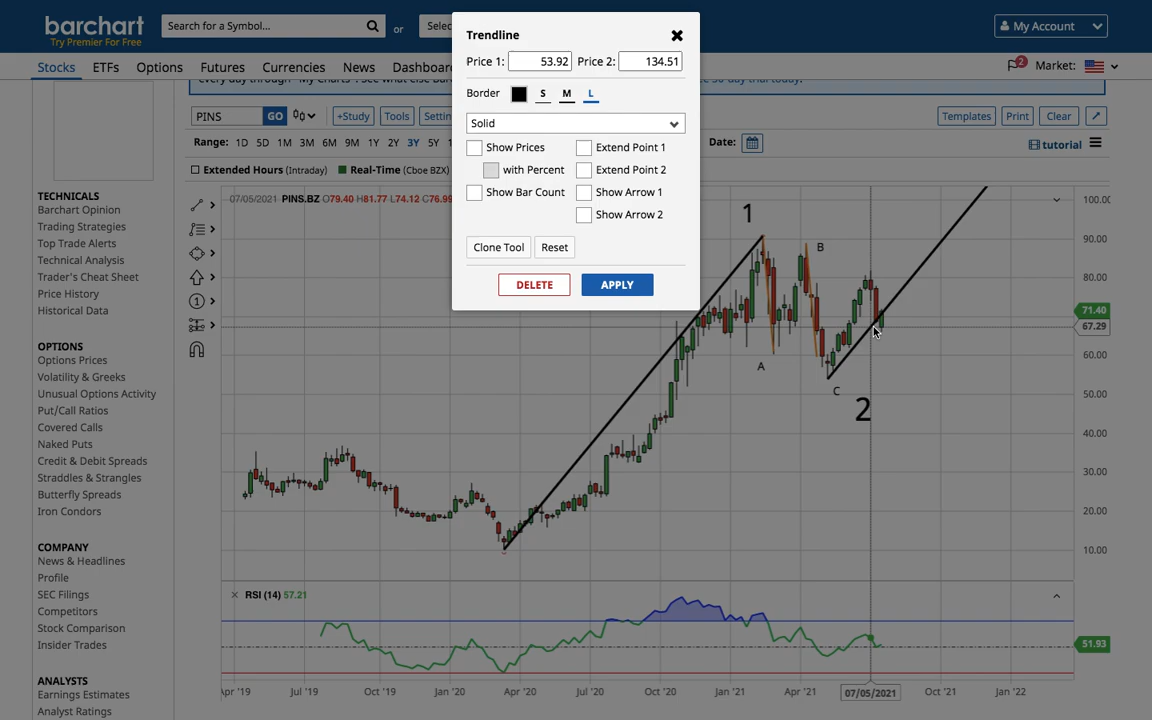 barchart
Try Premier For Free
Search for a Symbol...
or
Selec
My Account
Stocks
ETFs
Options
Futures
Currencies
News
Dashboar
2
Market:
PINS
GO
+Study
Tools
Settin
Templates
Print
Clear
Range:
1D
5D
1M
3M
6M
9M
1Y
2Y
3Y
5Y
1
Date:
tutorial
Extended Hours (Intraday)
Real-Time (Cboe BZX)
07/05/2021 PINS.BZ O79.40 H81.77 L74.12 C76.99
Trendline
Price 1: 53.92 Price 2: 134.51
Border
S
M
L
Solid
Show Prices
Extend Point 1
with Percent
Extend Point 2
Show Bar Count
Show Arrow 1
Show Arrow 2
Clone Tool
Reset
DELETE
APPLY
TECHNICALS
Barchart Opinion
Trading Strategies
Top Trade Alerts
Technical Analysis
Trader's Cheat Sheet
Price History
Historical Data
OPTIONS
Options Prices
Volatility & Greeks
Unusual Options Activity
Put/Call Ratios
Covered Calls
Naked Puts
Credit & Debit Spreads
Straddles & Strangles
Butterfly Spreads
Iron Condors
COMPANY
News & Headlines
Profile
SEC Filings
Competitors
Stock Comparison
Insider Trades
ANALYSTS
Earnings Estimates
Analyst Ratings
1
1
B
A
C
2
100.0
90.00
80.00
71.40
67.29
60.00
50.00
40.00
30.00
20.00
10.00
RSI (14) 57.21
51.93
Apr '19
Jul '19
Oct '19
Jan '20
Apr '20
Jul '20
Oct '20
Jan '21
Apr '21
07/05/2021
Oct '21
Jan '22